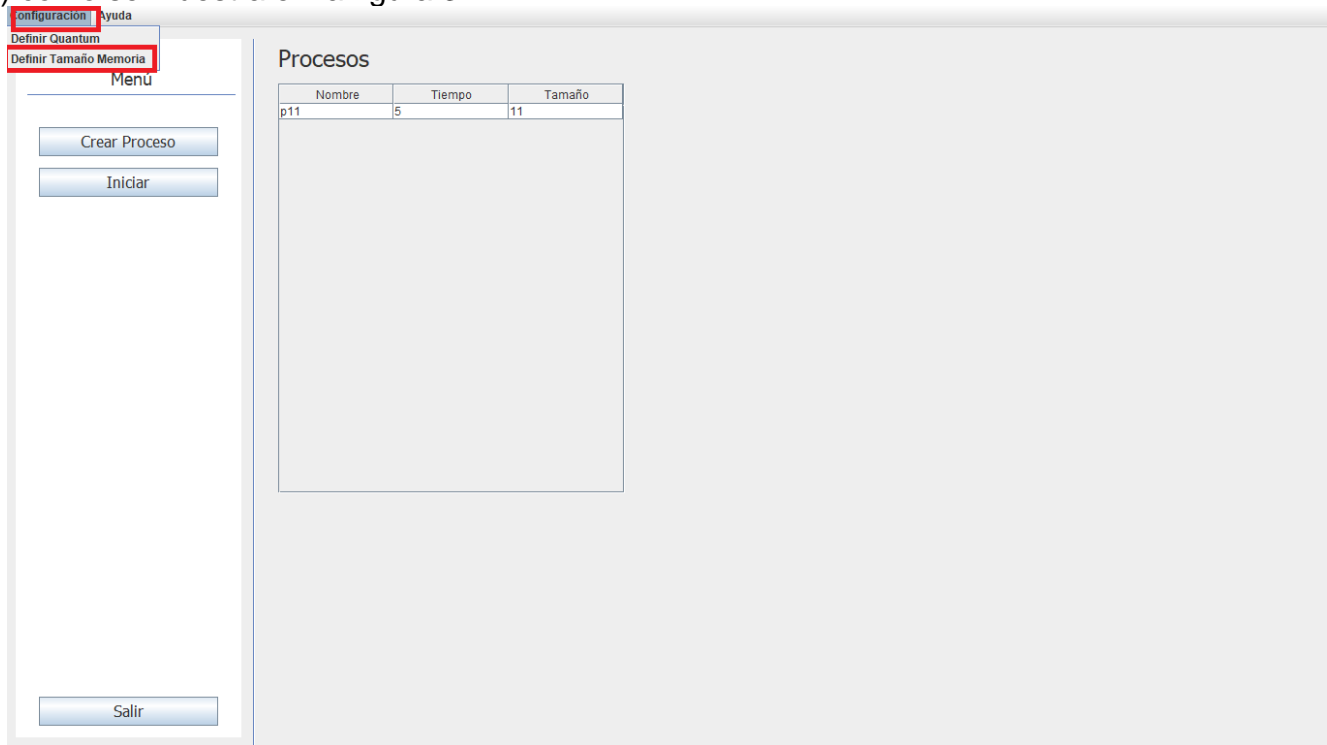 Configuración Ayuda
Definir Quantum
Definir Tamaño Memoria
Menú
Crear Proceso
Iniciar
Salir
Procesos
Nombre Tiempo Tamaño
p11 5 11